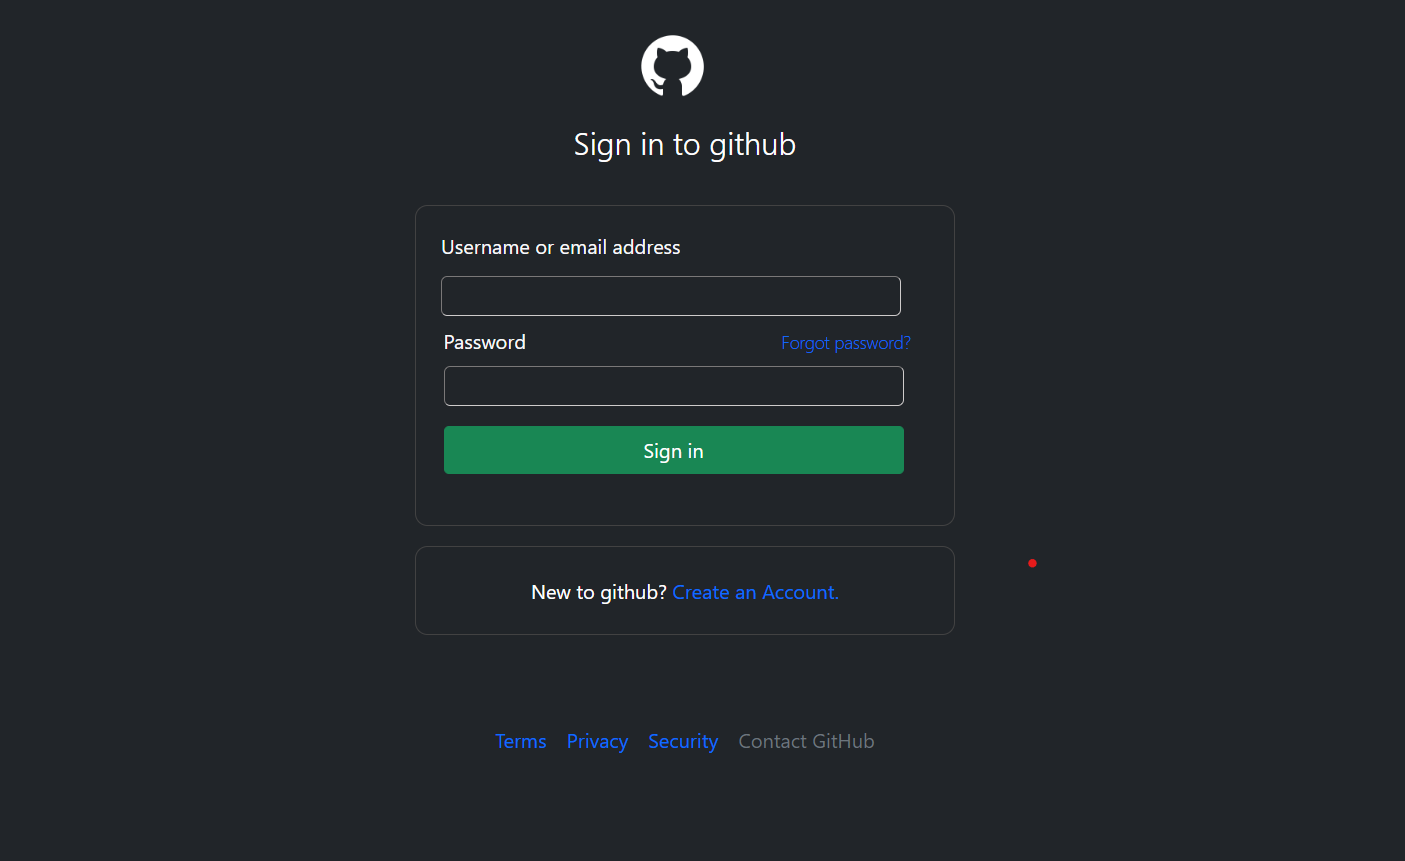 Sign in to github
Username or email address
Password Forgot password?
Sign in
New to github? Create an Account.
Terms Privacy Security Contact GitHub